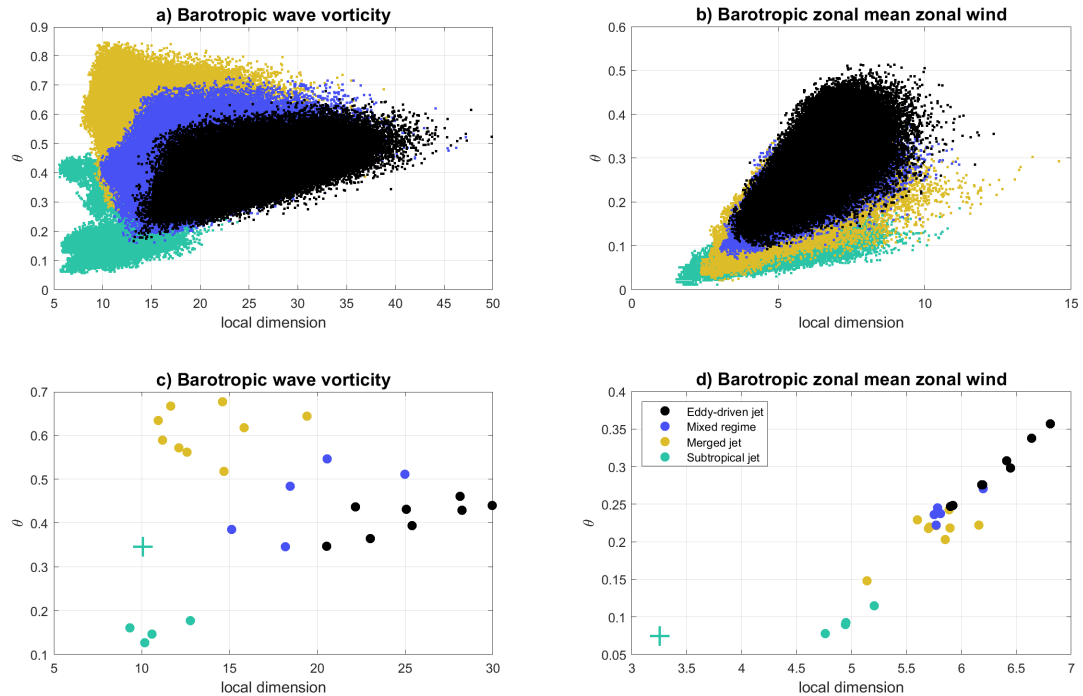 a) Barotropic wave vorticity
0.9
0.8
0.7
0.6
0.5
0.4
0.3
0.2
0.1
0
θ
5 10 15 20 25 30 35 40 45 50
local dimension
b) Barotropic zonal mean zonal wind
0.6
0.5
0.4
0.3
0.2
0.1
0
θ
0 5 10 15
local dimension
c) Barotropic wave vorticity
0.7
0.6
0.5
0.4
0.3
0.2
0.1
θ
5 10 15 20 25 30
local dimension
d) Barotropic zonal mean zonal wind
0.4
0.35
0.3
0.25
0.2
0.15
0.1
0.05
0
θ
Eddy-driven jet
Mixed regime
Merged jet
Subtropical jet
3 3.5 4 4.5 5 5.5 6 6.5 7
local dimension